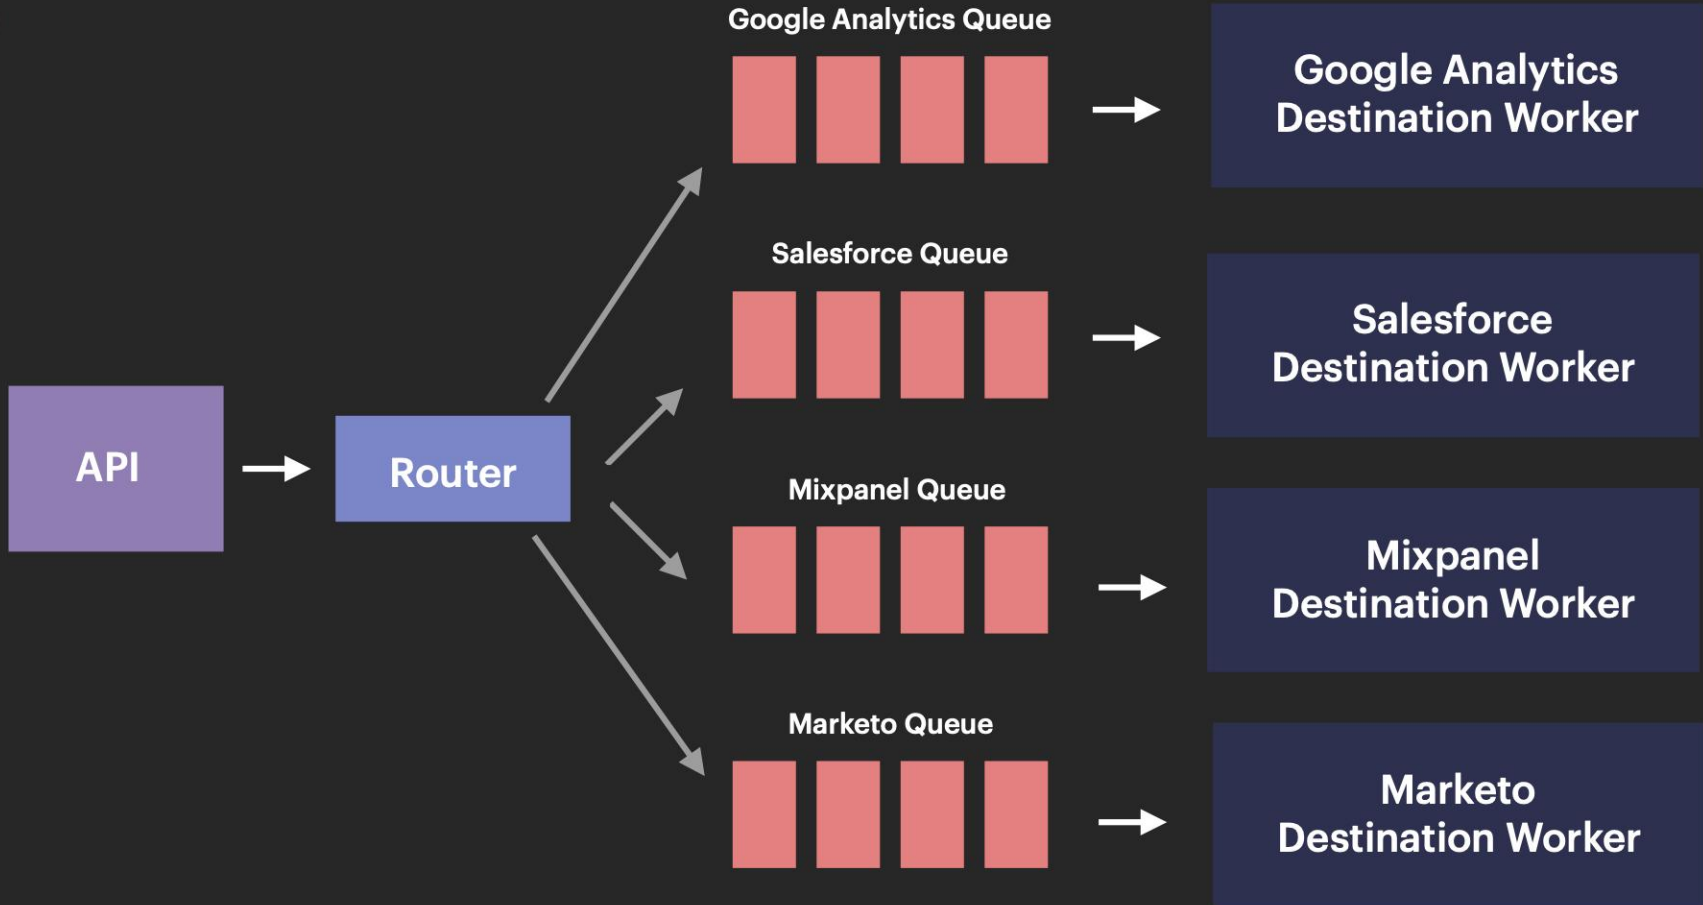 Google Analytics Queue
Google Analytics
Destination Worker
Salesforce Queue
Salesforce
Destination Worker
API
Router
Mixpanel Queue
Mixpanel
Destination Worker
Marketo Queue
Marketo
Destination Worker